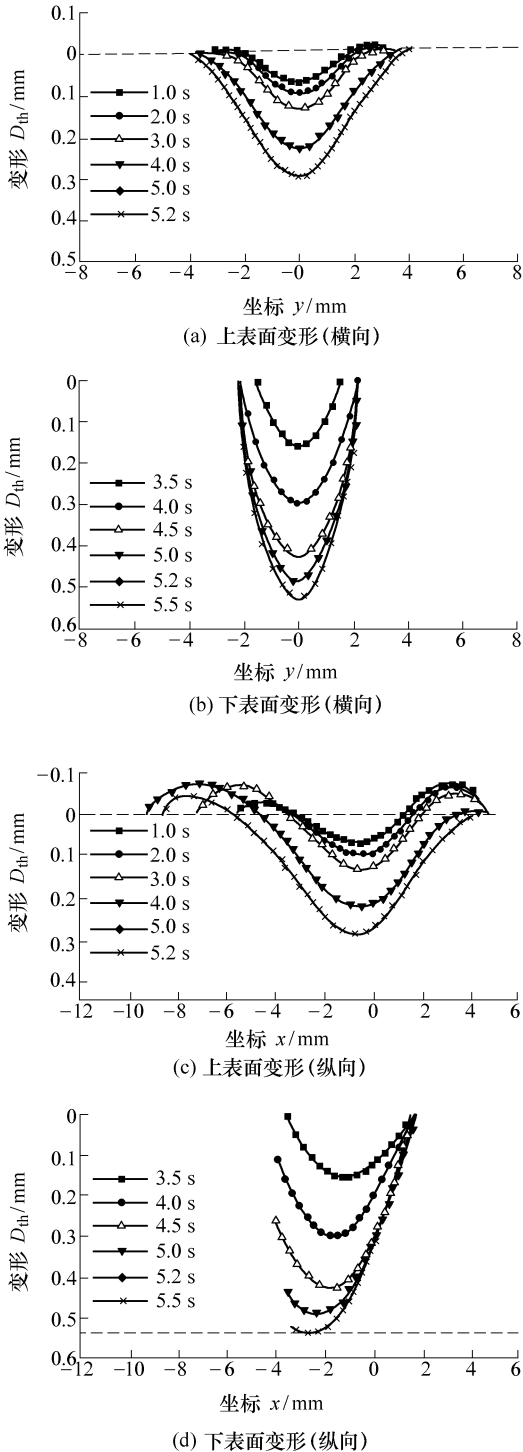 0.1
0
0.1
0.2
0.3
0.4
0.5
变形 Dth/mm
1.0 s
2.0 s
3.0 s
4.0 s
5.0 s
5.2 s
−8 −6 −4 −2 −0 2 4 6 8
坐标 y/mm
(a) 上表面变形(横向)
0
0.1
0.2
0.3
0.4
0.5
0.6
变形 Dth/mm
3.5 s
4.0 s
4.5 s
5.0 s
5.2 s
5.5 s
−8 −6 −4 −2 −0 2 4 6 8
坐标 y/mm
(b) 下表面变形(横向)
−0.1
0
0.1
0.2
0.3
0.4
变形 Dth/mm
1.0 s
2.0 s
3.0 s
4.0 s
5.0 s
5.2 s
−12 −10 −8 −6 −4 −2 0 2 4 6
坐标 x/mm
(c) 上表面变形(纵向)
0
0.1
0.2
0.3
0.4
0.5
0.6
变形 Dth/mm
3.5 s
4.0 s
4.5 s
5.0 s
5.2 s
5.5 s
−12 −10 −8 −6 −4 −2 0 2 4 6
坐标 x/mm
(d) 下表面变形(纵向)